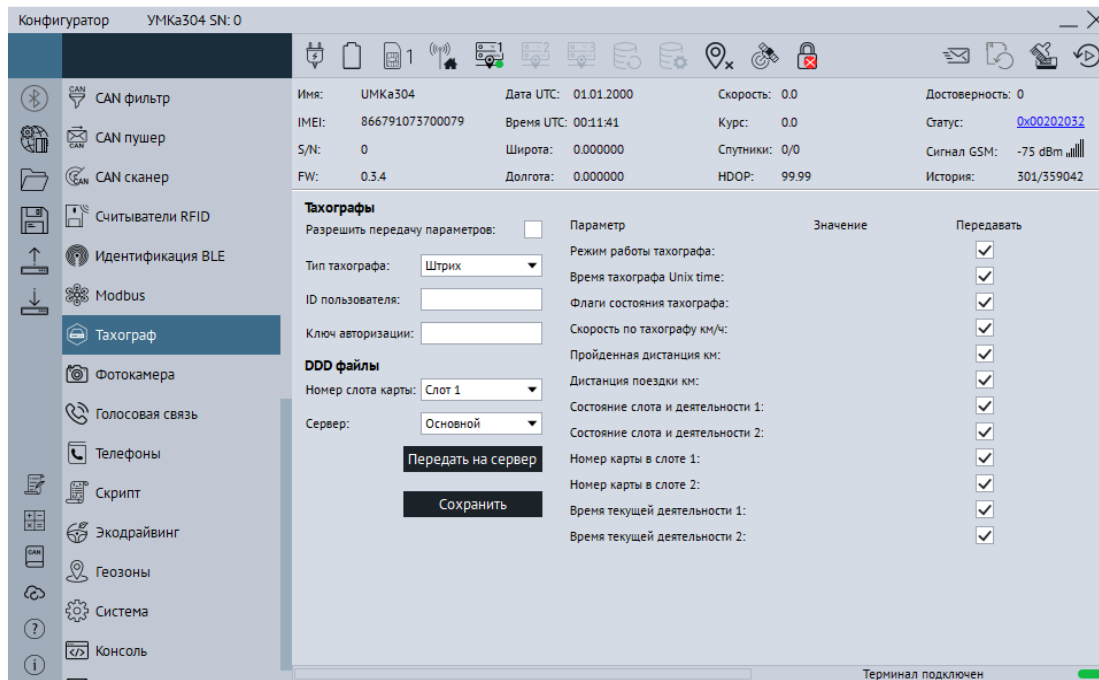 Конфигуратор УМКа304 SN: 0
1 1 2 3
CAN фильтр
CAN пушер
CAN сканер
Считыватели RFID
Идентификация BLE
Modbus
Тахограф
Фотокамера
Голосовая связь
Телефоны
Скрипт
Экодрайвинг
Геозоны
Система
Консоль
Имя: UMKa304 Дата UTC: 01.01.2000 Скорость: 0.0 Достоверность: 0
IMEI: 866791073700079 Время UTC: 00:11:41 Курс: 0.0 Статус: 0x00202032
S/N: 0 Широта: 0.000000 Спутники: 0/0 Сигнал GSM: -75 dBm
FW: 0.3.4 Долгота: 0.000000 HDOP: 99.99 История: 301/359042
Тахографы
Разрешить передачу параметров:
Тип тахографа: Штрих
ID пользователя:
Ключ авторизации:
DDD файлы
Номер слота карты: Слот 1
Сервер: Основной
Передать на сервер
Сохранить
Параметр Значение Передавать
Режим работы тахографа:
Время тахографа Unix time:
Флаги состояния тахографа:
Скорость по тахографу км/ч:
Пройденная дистанция км:
Дистанция поездки км:
Состояние слота и деятельности 1:
Состояние слота и деятельности 2:
Номер карты в слоте 1:
Номер карты в слоте 2:
Время текущей деятельности 1:
Время текущей деятельности 2:
Терминал подключен